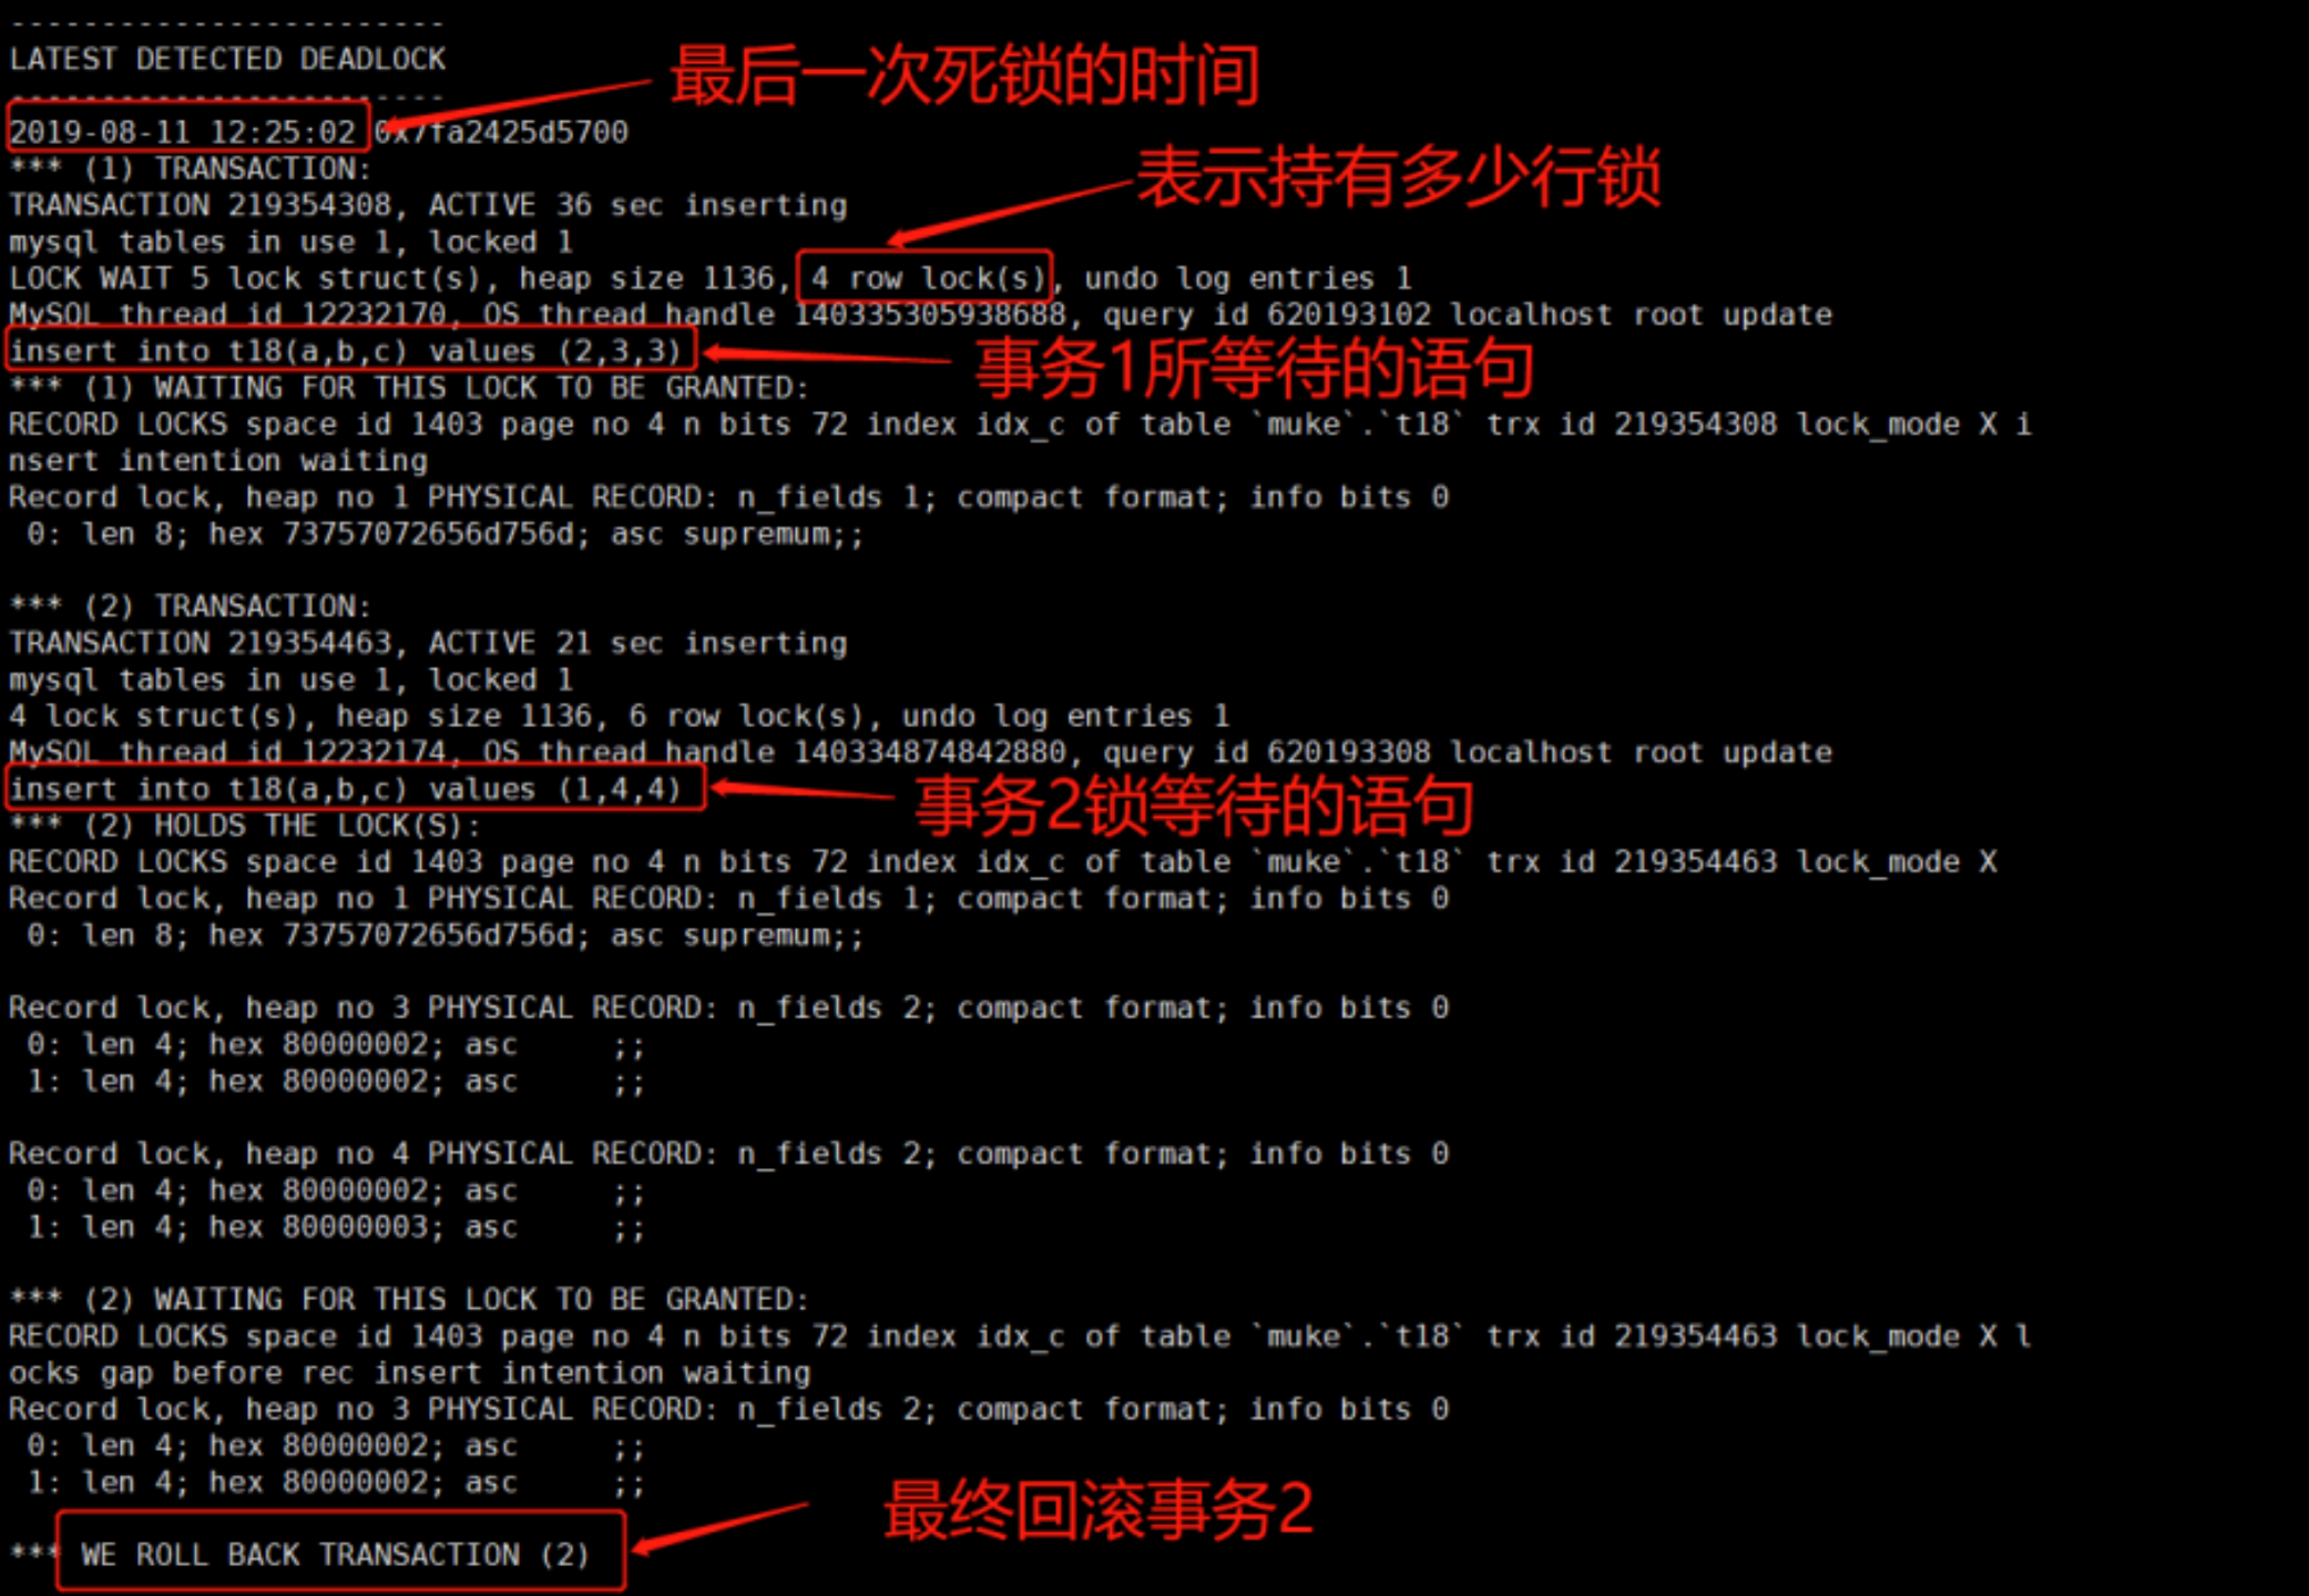 ------------------------
LATEST DETECTED DEADLOCK
------------------------
最后一次死锁的时间
2019-08-11 12:25:02 0x7fa2425d5700
*** (1) TRANSACTION:
表示持有多少行锁
TRANSACTION 219354308, ACTIVE 36 sec inserting
mysql tables in use 1, locked 1
LOCK WAIT 5 lock struct(s), heap size 1136, 4 row lock(s), undo log entries 1
MySQL thread id 12232170, OS thread handle 140335305938688, query id 620193102 localhost root update
insert into t18(a,b,c) values (2,3,3)
事务1所等待的语句
*** (1) WAITING FOR THIS LOCK TO BE GRANTED:
RECORD LOCKS space id 1403 page no 4 n bits 72 index idx_c of table `muke`.`t18` trx id 219354308 lock_mode X i
nsert intention waiting
Record lock, heap no 1 PHYSICAL RECORD: n_fields 1; compact format; info bits 0
 0: len 8; hex 73757072656d756d; asc supremum;;

*** (2) TRANSACTION:
TRANSACTION 219354463, ACTIVE 21 sec inserting
mysql tables in use 1, locked 1
4 lock struct(s), heap size 1136, 6 row lock(s), undo log entries 1
MySQL thread id 12232174, OS thread handle 140334874842880, query id 620193308 localhost root update
insert into t18(a,b,c) values (1,4,4)
事务2锁等待的语句
*** (2) HOLDS THE LOCK(S):
RECORD LOCKS space id 1403 page no 4 n bits 72 index idx_c of table `muke`.`t18` trx id 219354463 lock_mode X
Record lock, heap no 1 PHYSICAL RECORD: n_fields 1; compact format; info bits 0
 0: len 8; hex 73757072656d756d; asc supremum;;

Record lock, heap no 3 PHYSICAL RECORD: n_fields 2; compact format; info bits 0
 0: len 4; hex 80000002; asc     ;;
 1: len 4; hex 80000002; asc     ;;

Record lock, heap no 4 PHYSICAL RECORD: n_fields 2; compact format; info bits 0
 0: len 4; hex 80000002; asc     ;;
 1: len 4; hex 80000003; asc     ;;

*** (2) WAITING FOR THIS LOCK TO BE GRANTED:
RECORD LOCKS space id 1403 page no 4 n bits 72 index idx_c of table `muke`.`t18` trx id 219354463 lock_mode X l
ocks gap before rec insert intention waiting
Record lock, heap no 3 PHYSICAL RECORD: n_fields 2; compact format; info bits 0
 0: len 4; hex 80000002; asc     ;;
 1: len 4; hex 80000002; asc     ;;
最终回滚事务2
*** WE ROLL BACK TRANSACTION (2)